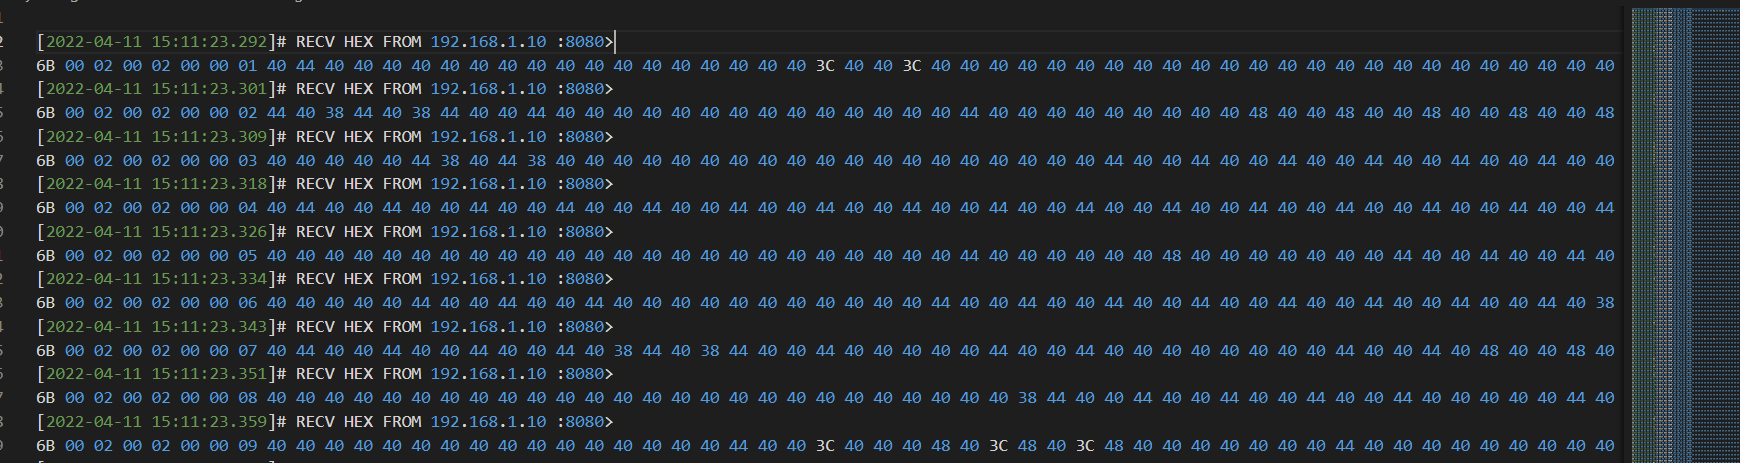 [2022-04-11 15:11:23.292]# RECV HEX FROM 192.168.1.10 :8080>
6B 00 02 00 02 00 00 01 40 44 40 40 40 40 40 40 40 40 40 40 40 40 40 40 40 40 40 3C 40 40 3C 40 40 40 40 40 40 40 40 40 40 40 40 40 40 40 40 40 40 40 40 40 40 40 40
[2022-04-11 15:11:23.301]# RECV HEX FROM 192.168.1.10 :8080>
6B 00 02 00 02 00 00 02 44 40 38 44 40 38 44 40 40 44 40 40 40 40 40 40 40 40 40 40 40 40 40 40 44 40 40 40 40 40 40 40 40 40 48 40 40 48 40 40 48 40 40 48 40 40 48
[2022-04-11 15:11:23.309]# RECV HEX FROM 192.168.1.10 :8080>
6B 00 02 00 02 00 00 03 40 40 40 40 40 44 38 40 44 38 40 40 40 40 40 40 40 40 40 40 40 40 40 40 40 40 40 40 40 44 40 40 44 40 40 44 40 40 44 40 40 44 40 40 44 40 40
[2022-04-11 15:11:23.318]# RECV HEX FROM 192.168.1.10 :8080>
6B 00 02 00 02 00 00 04 40 44 40 40 44 40 40 44 40 40 44 40 40 44 40 40 44 40 40 44 40 40 44 40 40 44 40 40 44 40 40 44 40 40 44 40 40 44 40 40 44 40 40 44 40 40 44
[2022-04-11 15:11:23.326]# RECV HEX FROM 192.168.1.10 :8080>
6B 00 02 00 02 00 00 05 40 40 40 40 40 40 40 40 40 40 40 40 40 40 40 40 40 40 40 40 40 40 40 40 44 40 40 40 40 40 40 48 40 40 40 40 40 40 40 44 40 40 44 40 40 44 40
[2022-04-11 15:11:23.334]# RECV HEX FROM 192.168.1.10 :8080>
6B 00 02 00 02 00 00 06 40 40 40 40 40 44 40 40 44 40 40 44 40 40 40 40 40 40 40 40 40 40 40 44 40 40 44 40 40 44 40 40 44 40 40 44 40 40 44 40 40 44 40 40 44 40 38
[2022-04-11 15:11:23.343]# RECV HEX FROM 192.168.1.10 :8080>
6B 00 02 00 02 00 00 07 40 44 40 40 44 40 40 44 40 40 44 40 38 44 40 38 44 40 40 44 40 40 40 40 40 44 40 40 44 40 40 40 40 40 40 40 40 44 40 40 44 40 48 40 40 48 40
[2022-04-11 15:11:23.351]# RECV HEX FROM 192.168.1.10 :8080>
6B 00 02 00 02 00 00 08 40 40 40 40 40 40 40 40 40 40 40 40 40 40 40 40 40 40 40 40 40 40 40 40 40 40 38 44 40 40 44 40 40 44 40 40 44 40 40 44 40 40 40 40 40 44 40
[2022-04-11 15:11:23.359]# RECV HEX FROM 192.168.1.10 :8080>
6B 00 02 00 02 00 00 09 40 40 40 40 40 40 40 40 40 40 40 40 40 40 40 40 44 40 40 3C 40 40 40 48 40 3C 48 40 3C 48 40 40 40 40 40 40 44 40 40 40 40 40 40 40 40 40 40